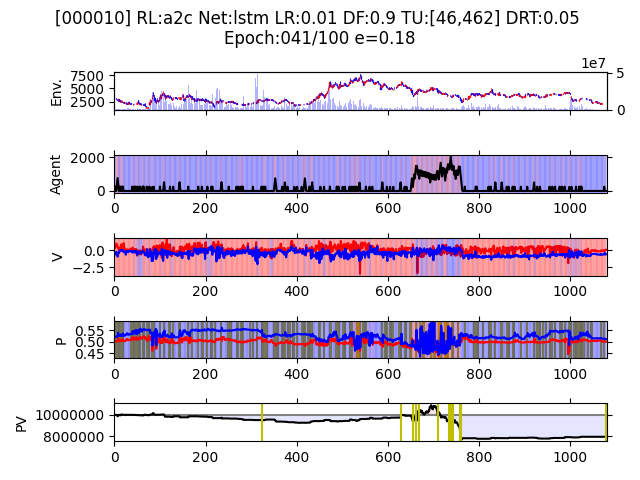 [000010] RL:a2c Net:lstm LR:0.01 DF:0.9 TU:[46,462] DRT:0.05
Epoch:041/100 e=0.18
1e7
Env.
7500
5000
2500
5
0
Agent
2000
0
0 200 400 600 800 1000
V
0.0
−2.5
0 200 400 600 800 1000
P
0.55
0.50
0.45
0 200 400 600 800 1000
PV
10000000
8000000
0 200 400 600 800 1000